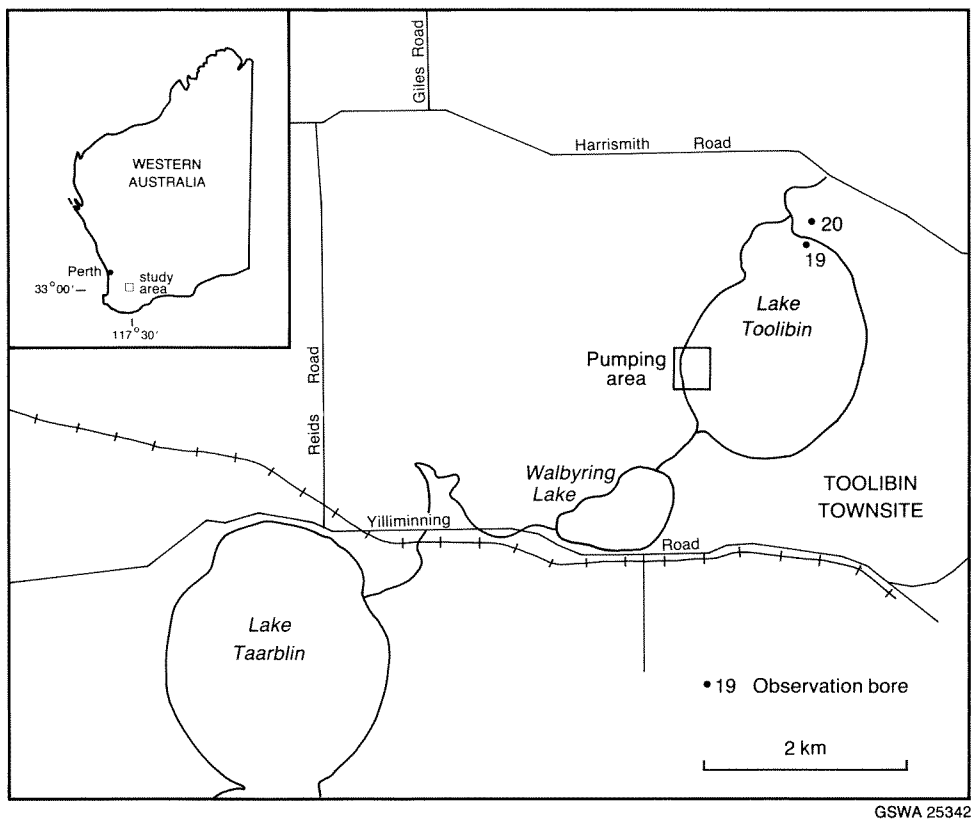 Giles Road
Harrismith Road
WESTERN
AUSTRALIA
Perth
33°00'
study
area
117°30'
20
19
Lake
Toolibin
Pumping
area
Reids Road
Walbyring
Lake
TOOLIBIN
TOWNSITE
Yilliminning
Road
Lake
Taarblin
19 Observation bore
2 km
GSWA 25342